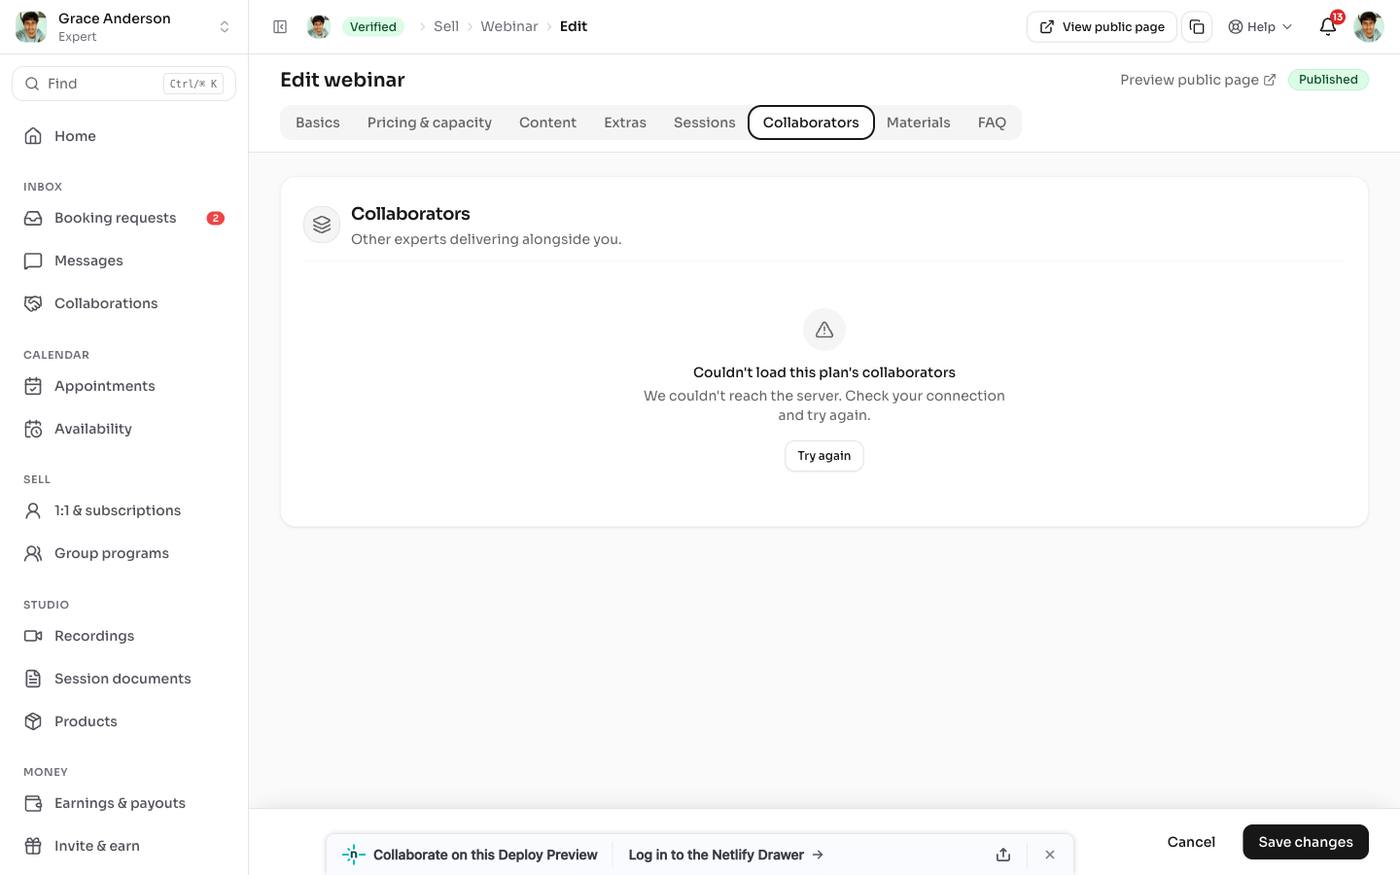 Grace Anderson
Expert
Find
Ctrl/⌘ K
Home
INBOX
Booking requests
2
Messages
Collaborations
CALENDAR
Appointments
Availability
SELL
1:1 & subscriptions
Group programs
STUDIO
Recordings
Session documents
Products
MONEY
Earnings & payouts
Invite & earn
Verified
Sell
Webinar
Edit
View public page
Help
13
Edit webinar
Preview public page
Published
Basics
Pricing & capacity
Content
Extras
Sessions
Collaborators
Materials
FAQ
Collaborators
Other experts delivering alongside you.
Couldn't load this plan's collaborators
We couldn't reach the server. Check your connection
and try again.
Try again
Cancel
Save changes
n
Collaborate on this Deploy Preview
Log in to the Netlify Drawer →